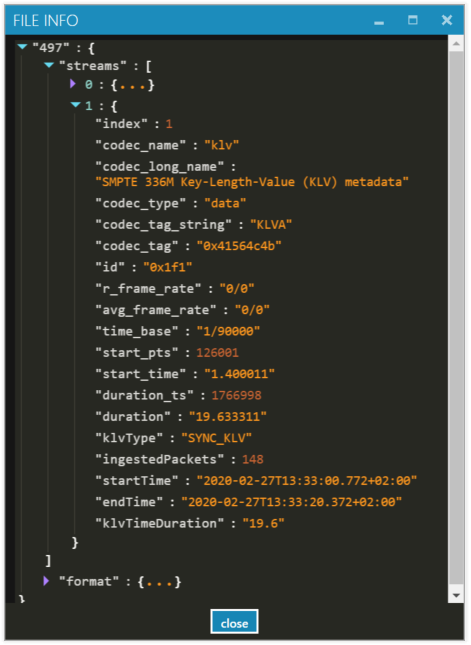 FILE INFO
"497" : {
"streams" : [
0 : {...}
1 : {
"index" : 1
"codec_name" : "klv"
"codec_long_name" :
"SMPTE 336M Key-Length-Value (KLV) metadata"
"codec_type" : "data"
"codec_tag_string" : "KLVA"
"codec_tag" : "0x41564c4b"
"id" : "0x1f1"
"r_frame_rate" : "0/0"
"avg_frame_rate" : "0/0"
"time_base" : "1/90000"
"start_pts" : 126001
"start_time" : "1.400011"
"duration_ts" : 1766998
"duration" : "19.633311"
"klvType" : "SYNC_KLV"
"ingestedPackets" : 148
"startTime" : "2020-02-27T13:33:00.772+02:00"
"endTime" : "2020-02-27T13:33:20.372+02:00"
"klvTimeDuration" : "19.6"
}
]
"format" : {...}
}
close